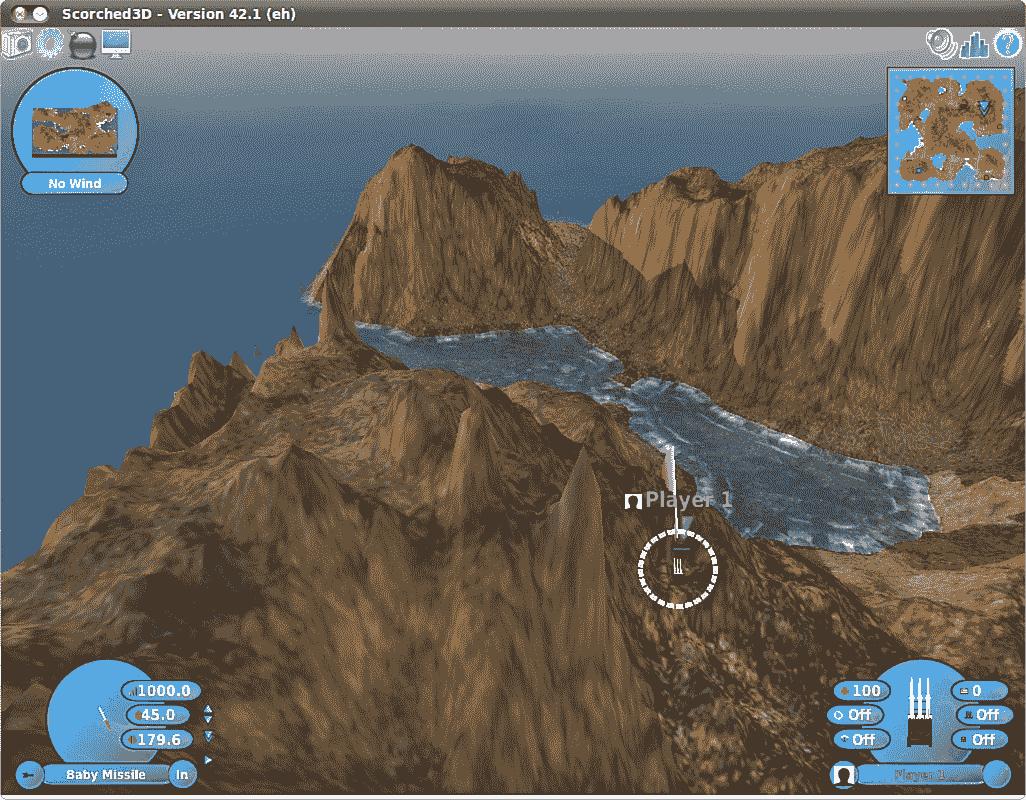 Scorched3D - Version 42.1 (eh)
No Wind
Player 1
1000.0
45.0
179.6
Baby Missile
In
100
0
Off
Off
Off
Off
Player 1